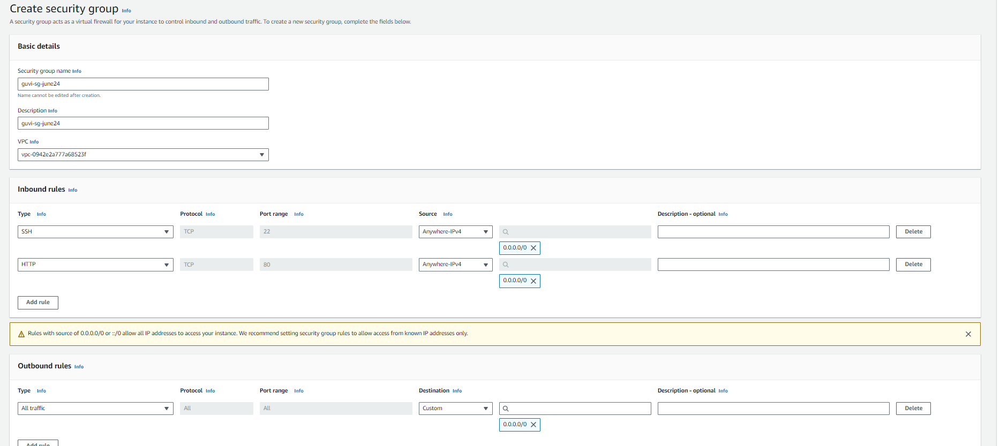 Create security group Info
A security group acts as a virtual firewall for your instance to control inbound and outbound traffic. To create a new security group, complete the fields below.
Basic details
Security group name Info
guvi-sg-june24
Name cannot be edited after creation.
Description Info
guvi-sg-june24
VPC Info
vpc-0942e2a777a68523f
Inbound rules Info
Type Info Protocol Info Port range Info Source Info Description - optional Info
SSH TCP 22 Anywhere-IPv4 Delete
0.0.0.0/0
HTTP TCP 80 Anywhere-IPv4 Delete
0.0.0.0/0
Add rule
Rules with source of 0.0.0.0/0 or ::/0 allow all IP addresses to access your instance. We recommend setting security group rules to allow access from known IP addresses only.
Outbound rules Info
Type Info Protocol Info Port range Info Destination Info Description - optional Info
All traffic All All Custom Delete
0.0.0.0/0
Add rule